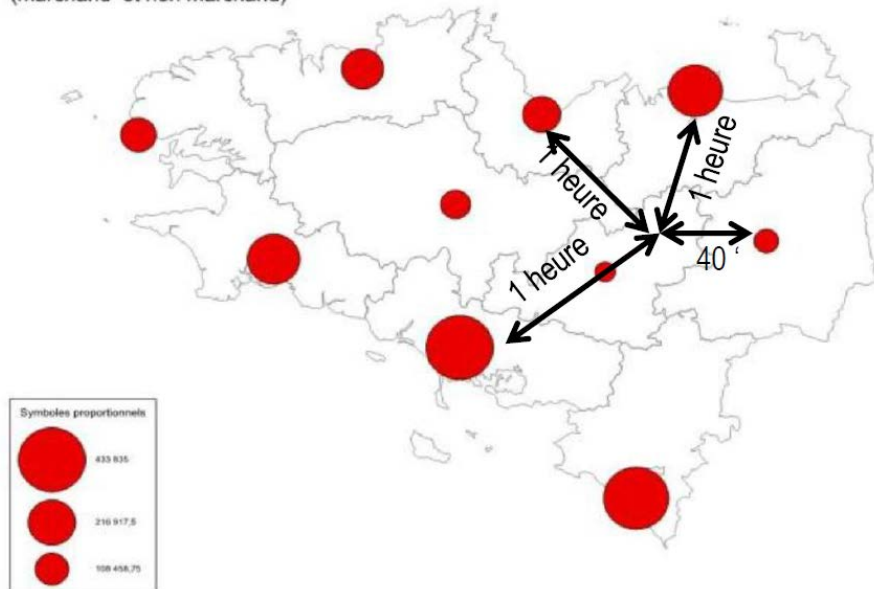 1 heure
1 heure
1 heure
40 ‘
Symboles proportionnels
433 835
216 917,5
108 458,75